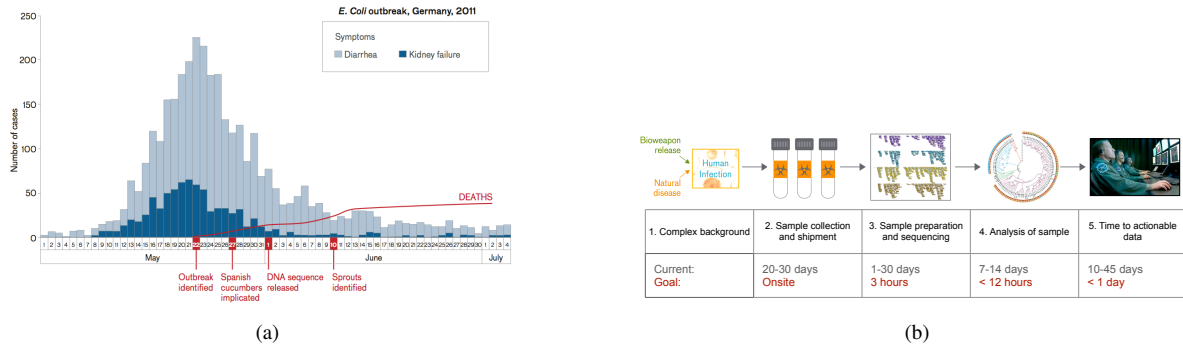 E. Coli outbreak, Germany, 2011
Symptoms
Diarrhea Kidney failure
Number of cases
250
200
150
100
50
0
DEATHS
1 2 3 4 5 6 7 8 9 10 11 12 13 14 15 16 17 18 19 20 21 22 23 24 25 26 27 28 29 30 31 1 2 3 4 5 6 7 8 9 10 11 12 13 14 15 16 17 18 19 20 21 22 23 24 25 26 27 28 29 30 1 2 3 4
May June July
Outbreak identified
Spanish cucumbers implicated
DNA sequence released
Sprouts identified
(a)
Bioweapon release
Natural disease
Human Infection
1. Complex background
2. Sample collection and shipment
3. Sample preparation and sequencing
4. Analysis of sample
5. Time to actionable data
Current: 20-30 days 1-30 days 7-14 days 10-45 days
Goal: Onsite 3 hours < 12 hours < 1 day
(b)